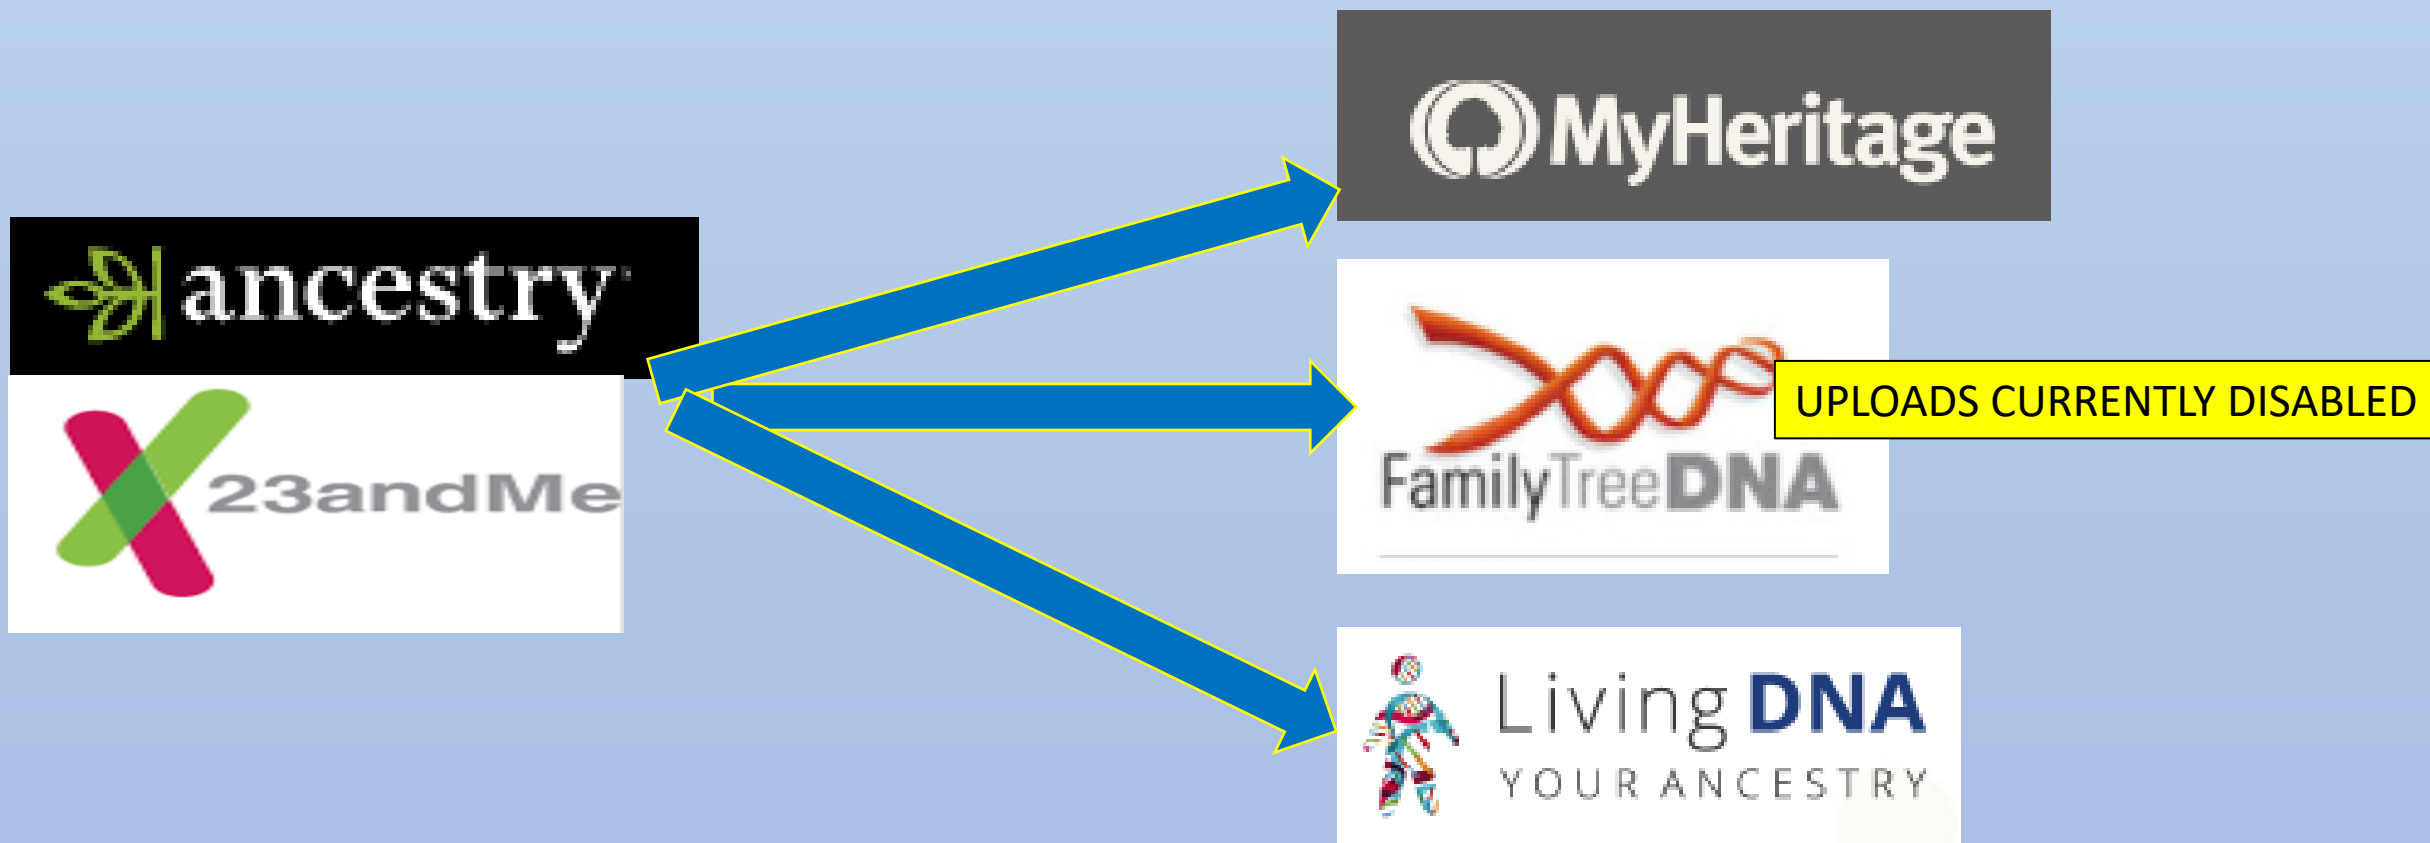 ancestry
23andMe
MyHeritage
FamilyTreeDNA
UPLOADS CURRENTLY DISABLED
Living DNA
YOUR ANCESTRY